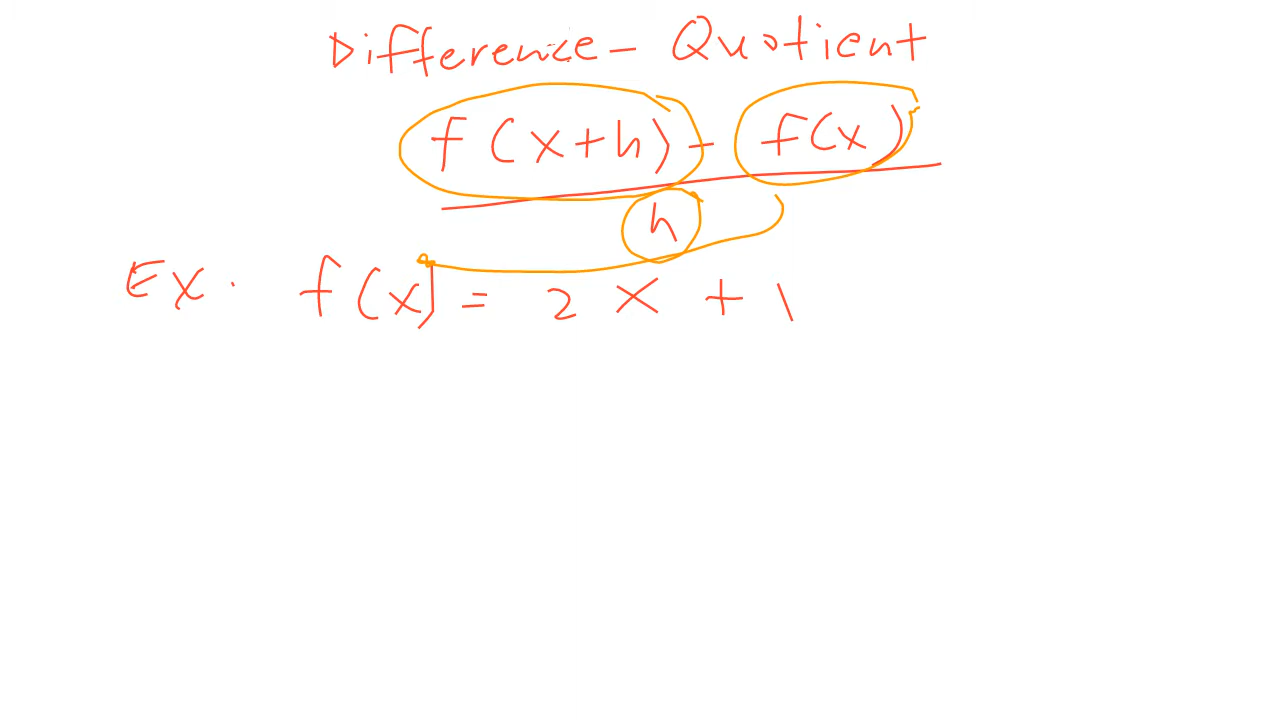 Difference - Quotient
f(x+h) - f(x)
h
Ex. f(x) = 2x + 1